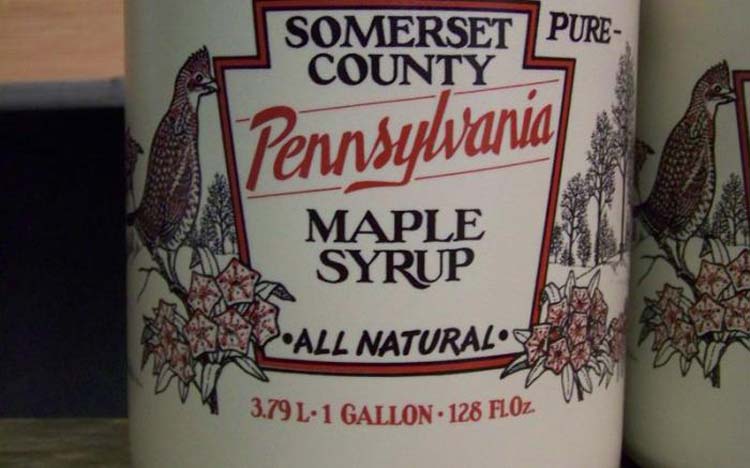 SOMERSET
COUNTY
PURE-
Pennsylvania
MAPLE
SYRUP
•ALL NATURAL•
3.79 L•1 GALLON•128 Fl.Oz.